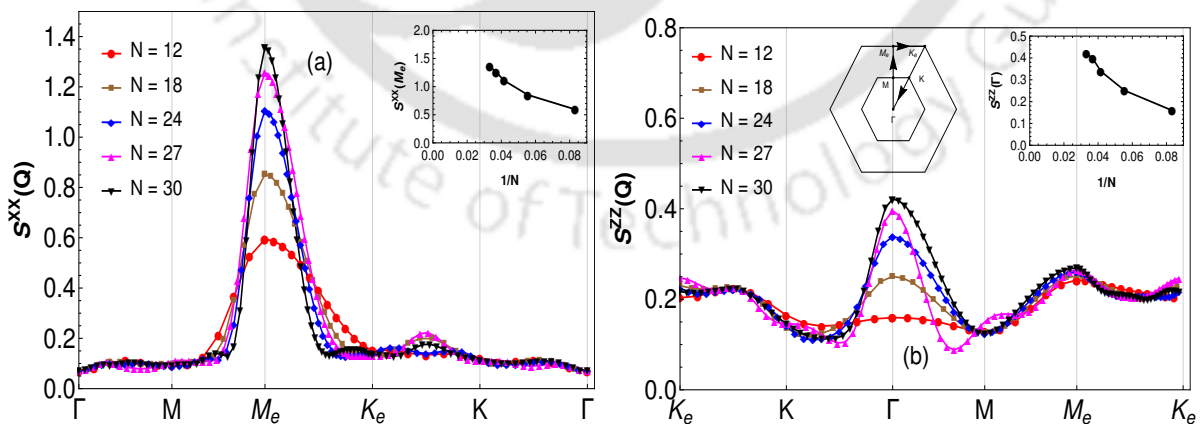 (a)
N = 12
N = 18
N = 24
N = 27
N = 30
S^XX(Q)
0.0
0.2
0.4
0.6
0.8
1.0
1.2
1.4
Γ M M_e K_e K Γ
S^XX(M_e)
0.0
0.5
1.0
1.5
2.0
0.00 0.02 0.04 0.06 0.08
1/N
(b)
N = 12
N = 18
N = 24
N = 27
N = 30
S^ZZ(Q)
0.0
0.2
0.4
0.6
0.8
K_e K Γ M M_e K_e
M_e K_e
M K
Γ
S^ZZ(Γ)
0.0
0.1
0.2
0.3
0.4
0.5
0.00 0.02 0.04 0.06 0.08
1/N
stitute of Technology Gu